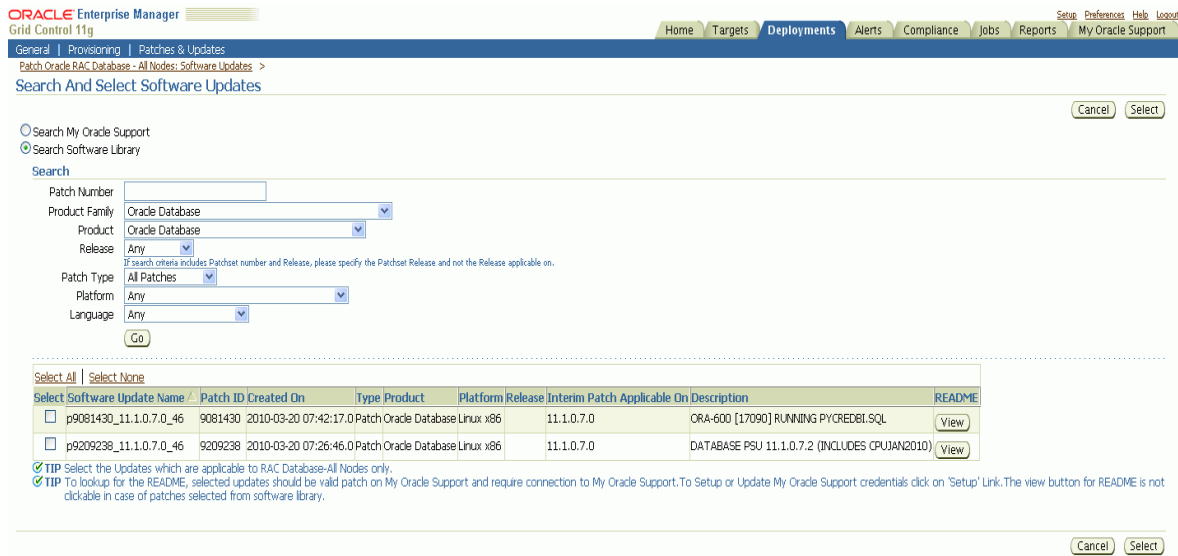 ORACLE Enterprise Manager
Grid Control 11g
Setup Preferences Help Logout
Home Targets Deployments Alerts Compliance Jobs Reports My Oracle Support
General | Provisioning | Patches & Updates
Patch Oracle RAC Database - All Nodes: Software Updates >
Search And Select Software Updates
Cancel Select
Search My Oracle Support
Search Software Library
Search
Patch Number
Product Family Oracle Database
Product Oracle Database
Release Any
If search criteria includes Patchset number and Release, please specify the Patchset Release and not the Release applicable on.
Patch Type All Patches
Platform Any
Language Any
Go
Select All | Select None
Select Software Update Name Patch ID Created On Type Product Platform Release Interim Patch Applicable On Description README
p9081430_11.1.0.7.0_46 9081430 2010-03-20 07:42:17.0 Patch Oracle Database Linux x86 11.1.0.7.0 ORA-600 [17090] RUNNING PYCREDBI.SQL View
p9209238_11.1.0.7.0_46 9209238 2010-03-20 07:26:46.0 Patch Oracle Database Linux x86 11.1.0.7.0 DATABASE PSU 11.1.0.7.2 (INCLUDES CPUJAN2010) View
TIP Select the Updates which are applicable to RAC Database-All Nodes only.
TIP To lookup for the README, selected updates should be valid patch on My Oracle Support and require connection to My Oracle Support.To Setup or Update My Oracle Support credentials click on 'Setup' Link.The view button for README is not
clickable in case of patches selected from software library.
Cancel Select